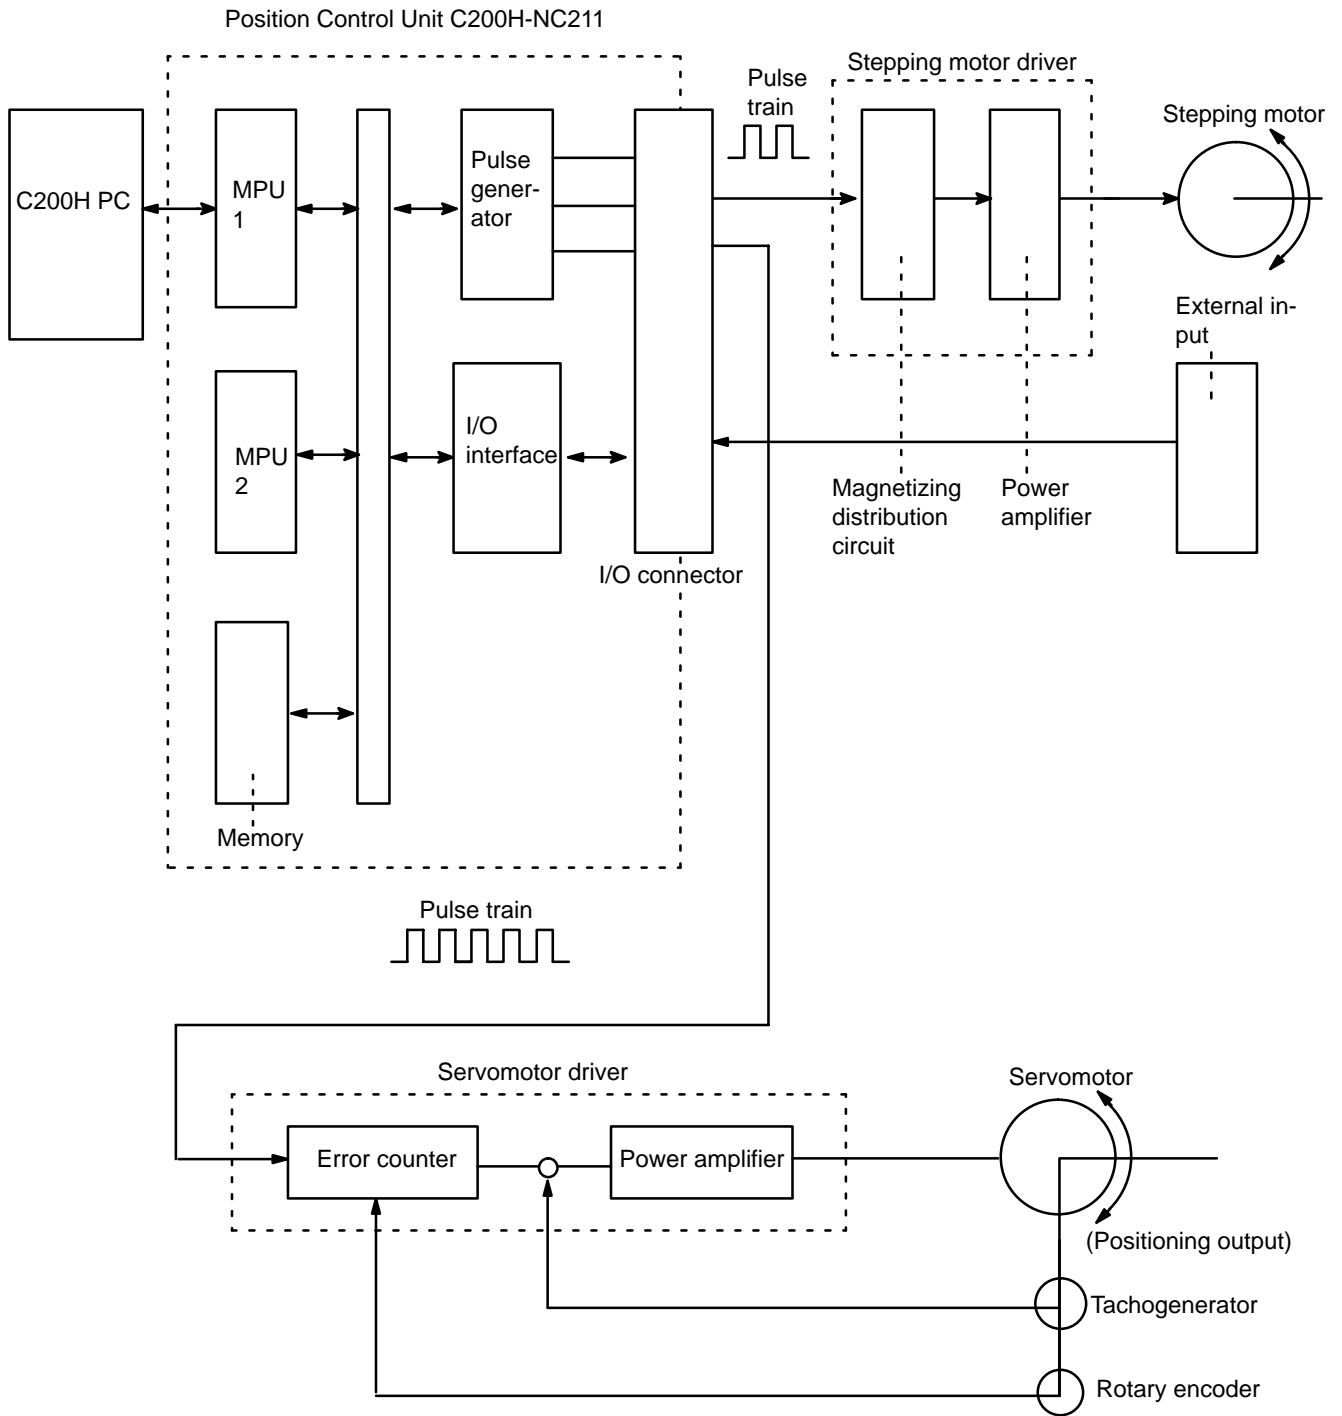 Position Control Unit C200H-NC211
Stepping motor driver
Pulse
train
Stepping motor
C200H PC
MPU
1
Pulse
gener-
ator
External in-
put
MPU
2
I/O
interface
Magnetizing
distribution
circuit
Power
amplifier
I/O connector
Memory
Pulse train
Servomotor driver
Servomotor
Error counter
Power amplifier
(Positioning output)
Tachogenerator
Rotary encoder